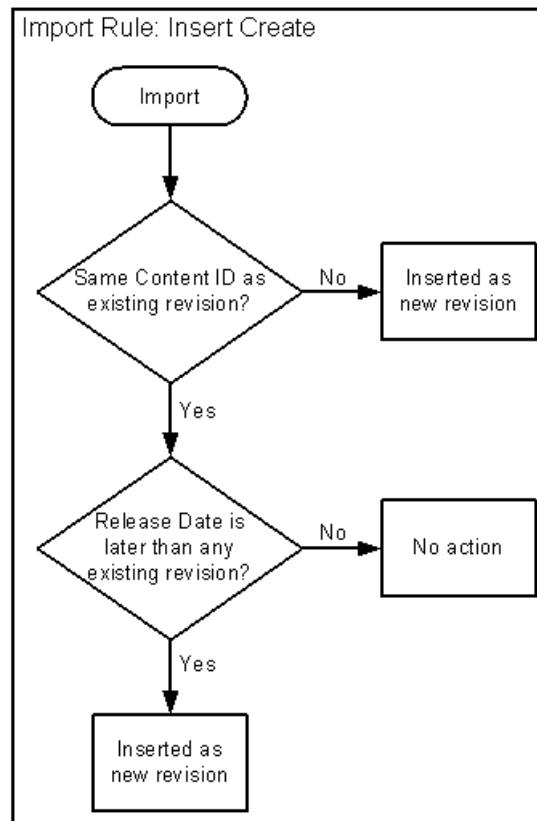 Import Rule: Insert Create
Import
Same Content ID as
existing revision?
No
Inserted as
new revision
Yes
Release Date is
later than any
existing revision?
No
No action
Yes
Inserted as
new revision